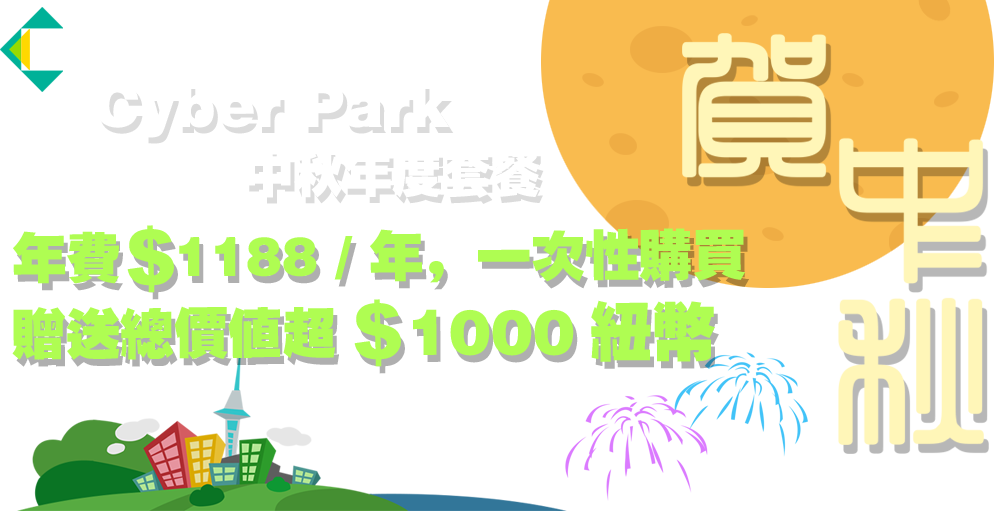 Cyber Park
中秋年度套餐
年費$1188 / 年，一次性購買
贈送總價值超 $1000 紐幣
賀中秋